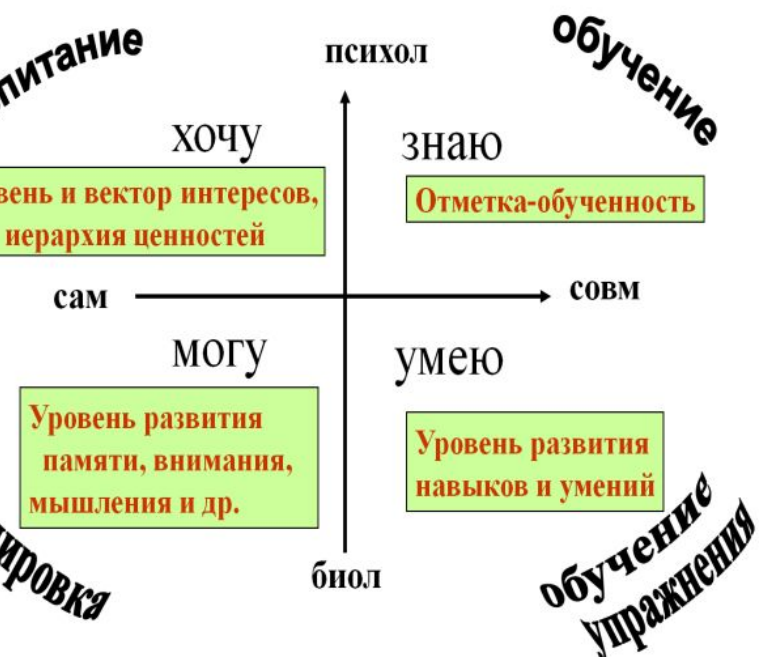 питание
обучение
психол
хочу
знаю
вень и вектор интересов,
иерархия ценностей
Отметка-обученность
сам
совм
могу
умею
Уровень развития
памяти, внимания,
мышления и др.
Уровень развития
навыков и умений
биол
ировка
обучение
упражнения